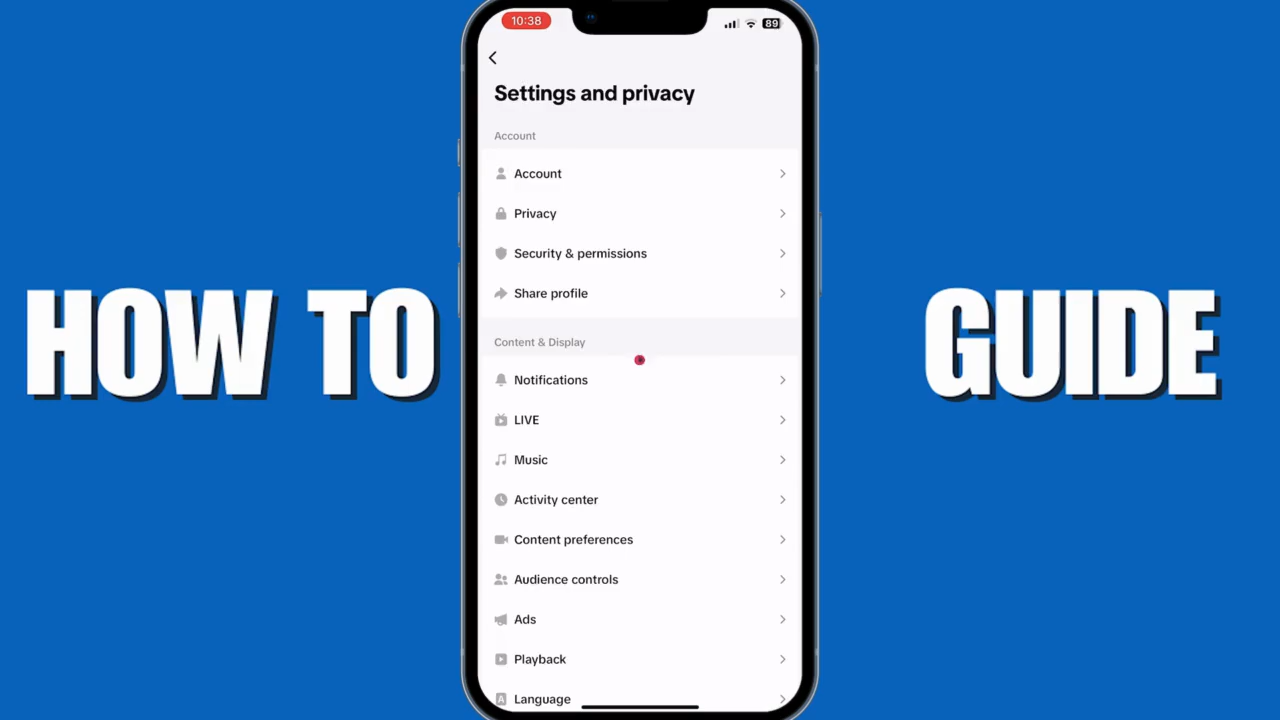 10:38
89
Settings and privacy
Account
Account
Privacy
Security & permissions
Share profile
Content & Display
Notifications
LIVE
Music
Activity center
Content preferences
Audience controls
Ads
Playback
Language
HOW TO
GUIDE